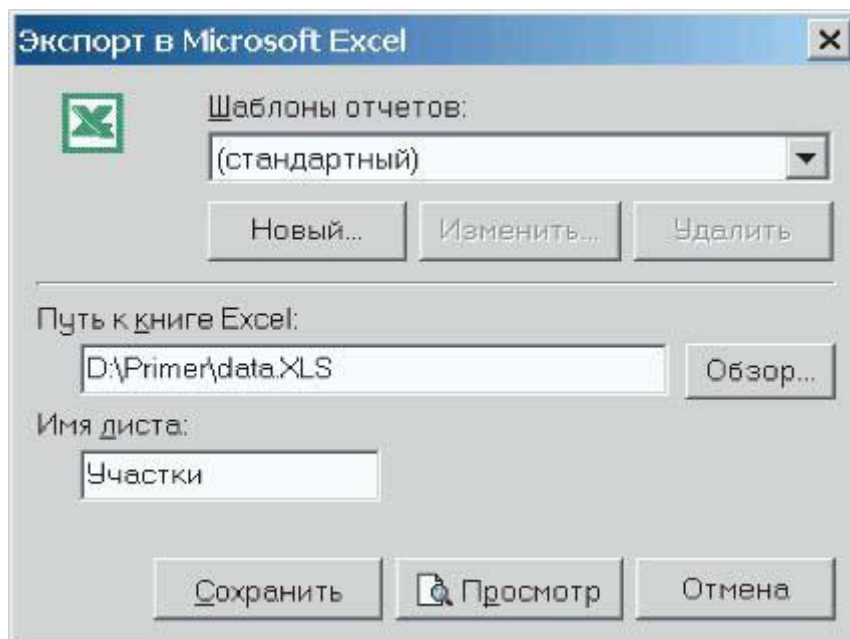 Экспорт в Microsoft Excel
Шаблоны отчетов:
(стандартный)
Новый... Изменить... Удалить
Путь к книге Excel:
D:\Primer\data.XLS Обзор...
Имя листа:
Участки
Сохранить Просмотр Отмена